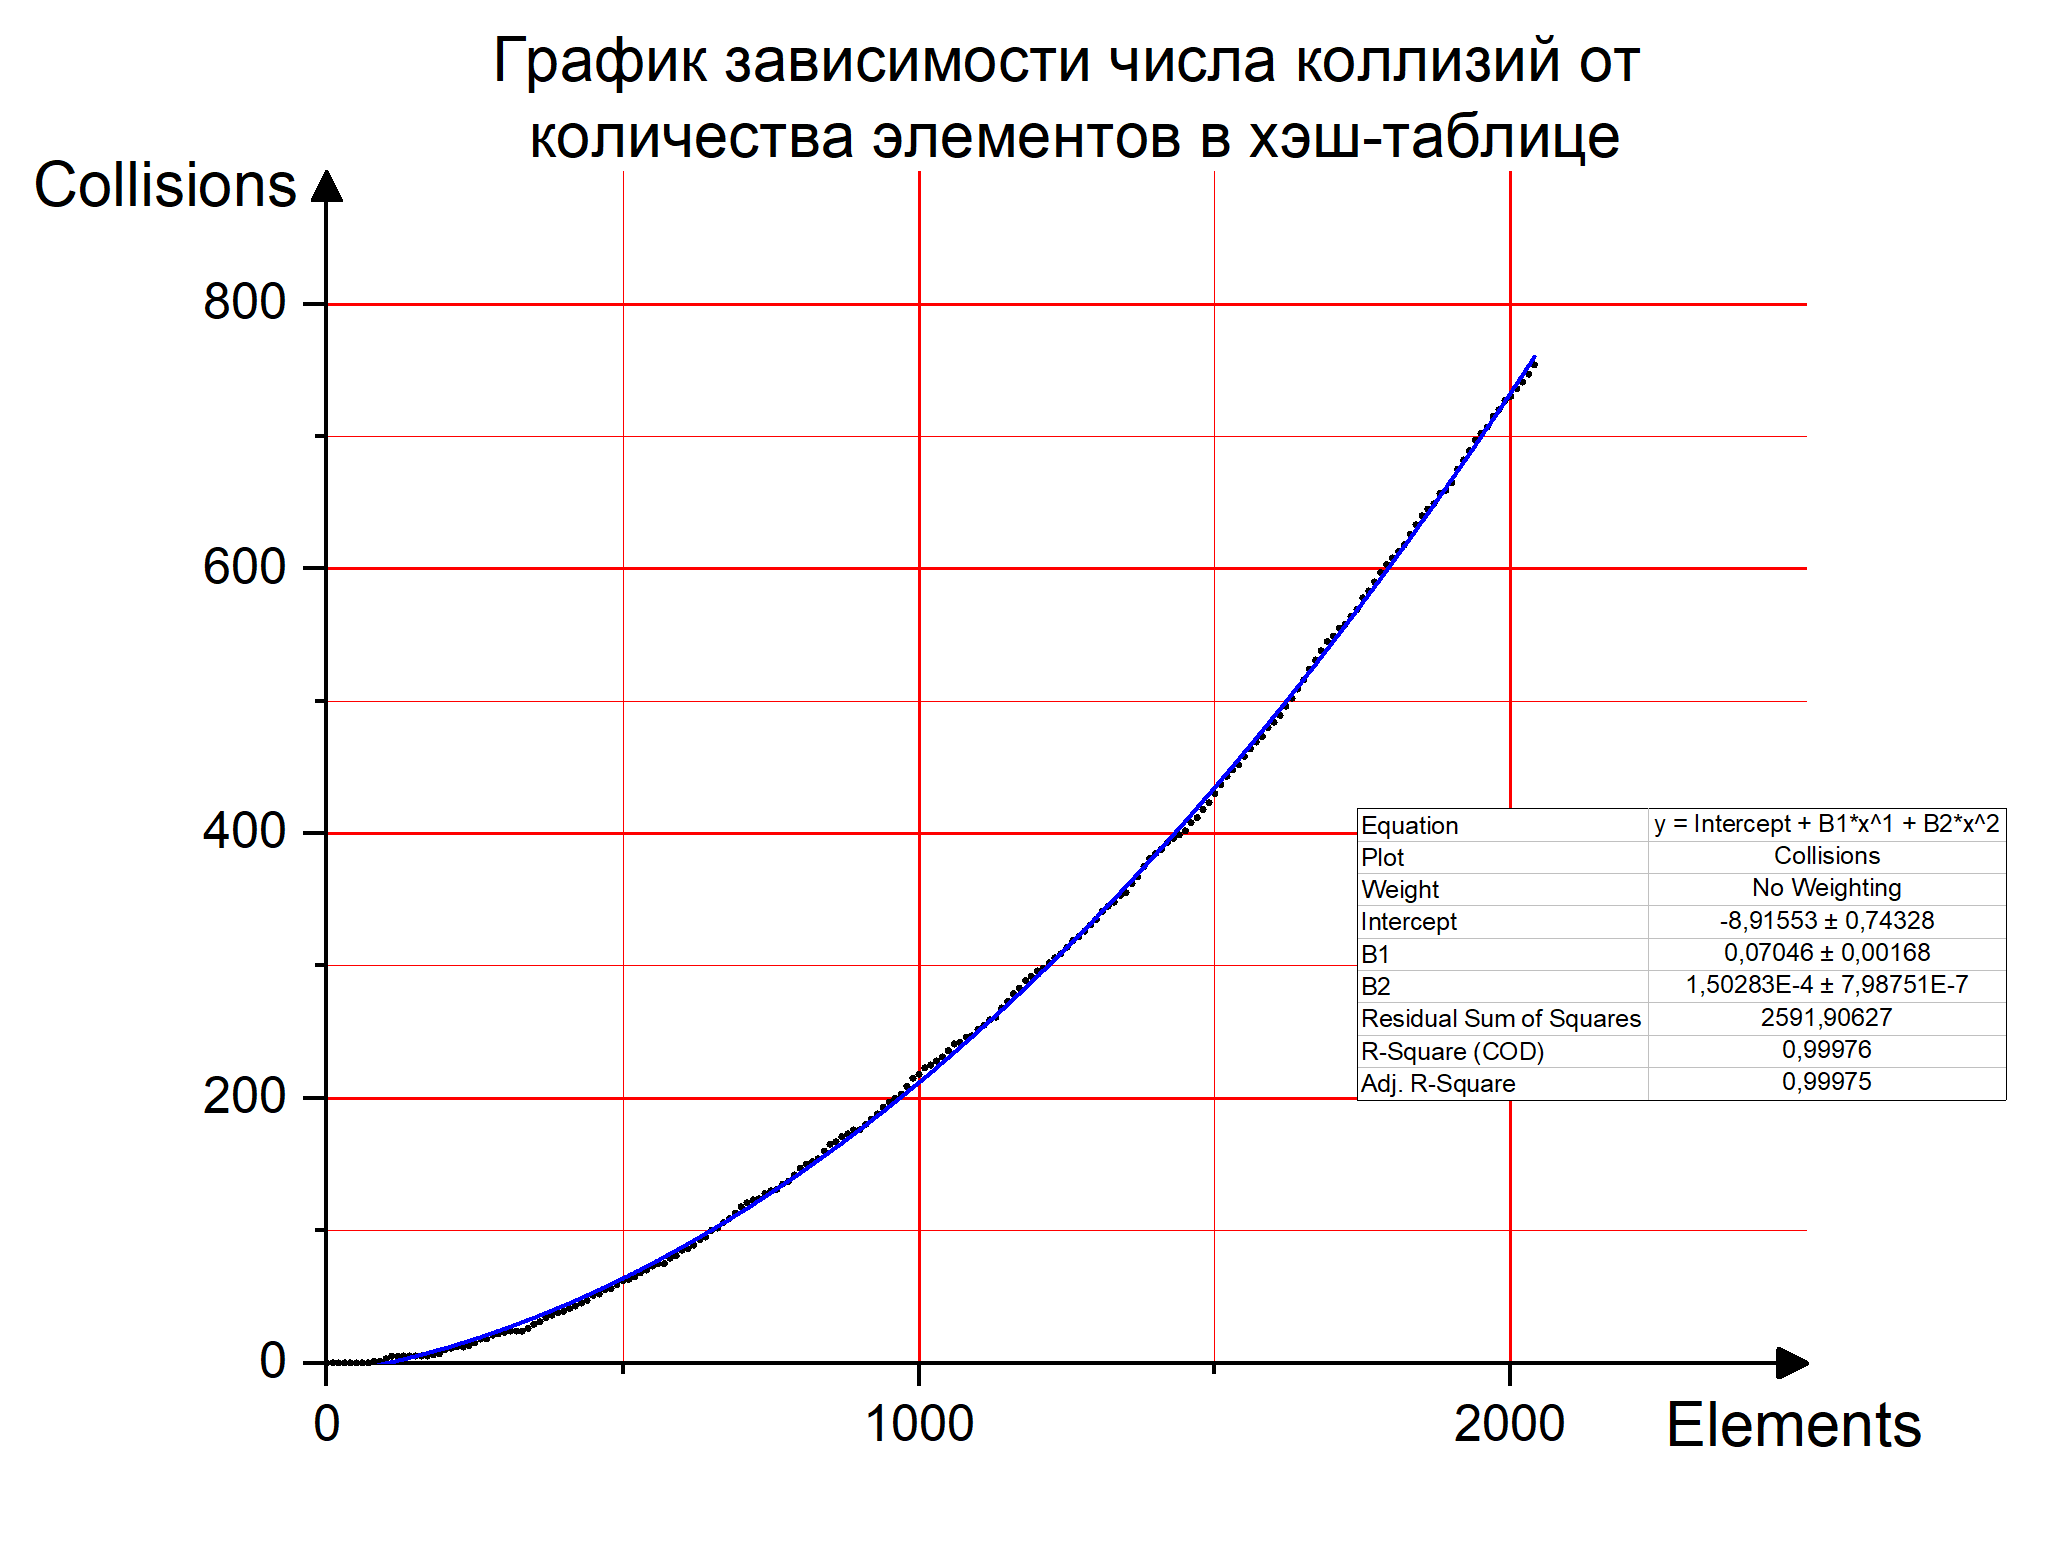 График зависимости числа коллизий от
количества элементов в хэш-таблице
Collisions
800
600
400
200
0
0
1000
2000
Elements
Equation y = Intercept + B1*x^1 + B2*x^2
Plot Collisions
Weight No Weighting
Intercept -8,91553 ± 0,74328
B1 0,07046 ± 0,00168
B2 1,50283E-4 ± 7,98751E-7
Residual Sum of Squares 2591,90627
R-Square (COD) 0,99976
Adj. R-Square 0,99975